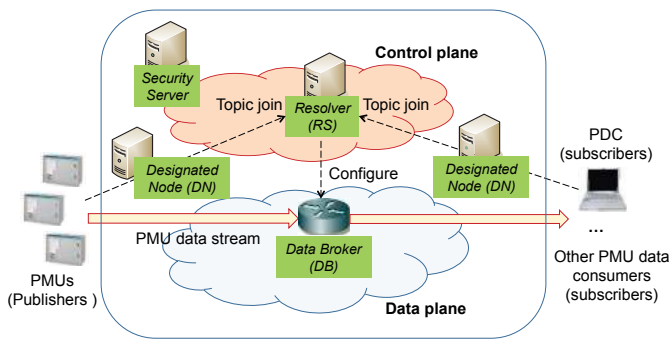 Control plane
Security
Server
Topic join
Resolver
(RS)
Topic join
PDC
(subscribers)
Designated
Node (DN)
Designated
Node (DN)
Configure
...
PMU data stream
Data Broker
(DB)
PMUs
(Publishers )
Other PMU data
consumers
(subscribers)
Data plane